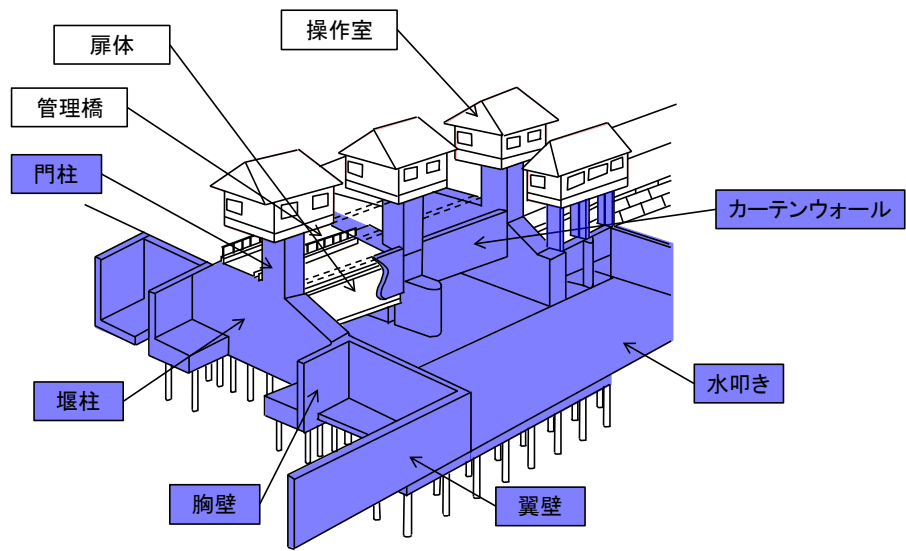 操作室
扉体
管理橋
門柱
カーテンウォール
水叩き
堰柱
胸壁
翼壁